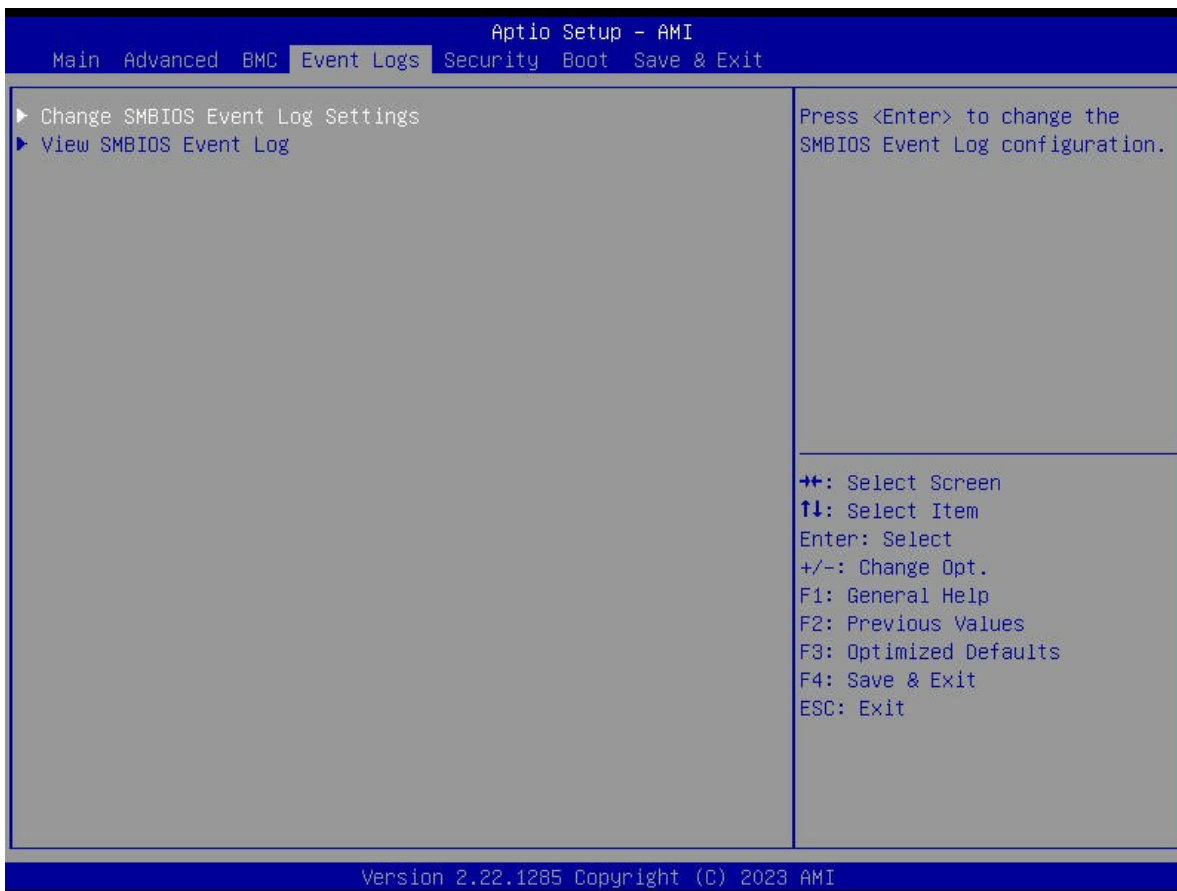 Aptio Setup – AMI
Main Advanced BMC Event Logs Security Boot Save & Exit
▶ Change SMBIOS Event Log Settings
▶ View SMBIOS Event Log
Press <Enter> to change the
SMBIOS Event Log configuration.
→←: Select Screen
↑↓: Select Item
Enter: Select
+/-: Change Opt.
F1: General Help
F2: Previous Values
F3: Optimized Defaults
F4: Save & Exit
ESC: Exit
Version 2.22.1285 Copyright (C) 2023 AMI